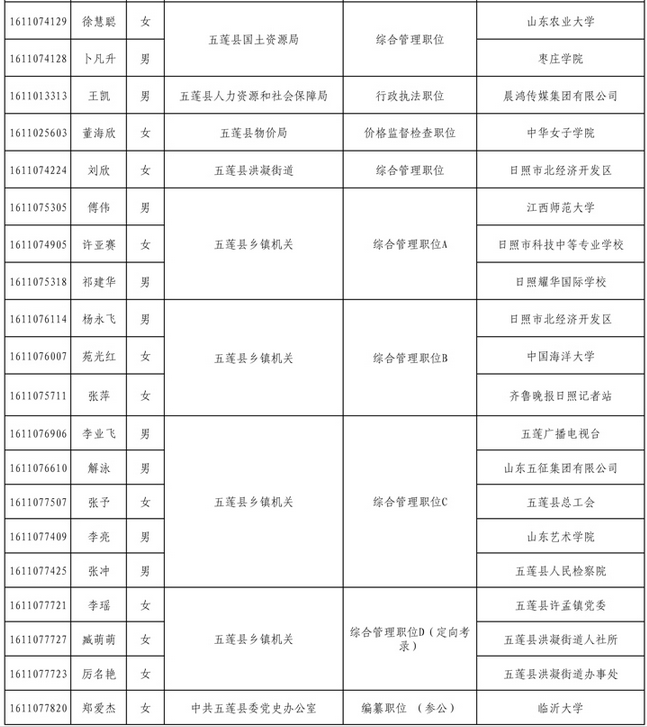 1611074129 徐慧聪 女 五莲县国土资源局 综合管理职位 山东农业大学
1611074128 卜凡升 男 枣庄学院
1611013313 王凯 男 五莲县人力资源和社会保障局 行政执法职位 晨鸿传媒集团有限公司
1611025603 董海欣 女 五莲县物价局 价格监督检查职位 中华女子学院
1611074224 刘欣 女 五莲县洪凝街道 综合管理职位 日照市北经济开发区
1611075305 傅伟 男 江西师范大学
1611074905 许亚赛 女 五莲县乡镇机关 综合管理职位A 日照市科技中等专业学校
1611075318 祁建华 男 日照耀华国际学校
1611076114 杨永飞 男 日照市北经济开发区
1611076007 苑光红 女 五莲县乡镇机关 综合管理职位B 中国海洋大学
1611075711 张萍 女 齐鲁晚报日照记者站
1611076906 李业飞 男 五莲广播电视台
1611076610 解泳 男 山东五征集团有限公司
1611077507 张予 女 五莲县乡镇机关 综合管理职位C 五莲县总工会
1611077409 李亮 男 山东艺术学院
1611077425 张冲 男 五莲县人民检察院
1611077721 李瑶 女 五莲县许孟镇党委
1611077727 臧萌萌 女 五莲县乡镇机关 综合管理职位D（定向考
录） 五莲县洪凝街道人社所
1611077723 厉名艳 女 五莲县洪凝街道办事处
1611077820 郑爱杰 女 中共五莲县委党史办公室 编纂职位 （参公） 临沂大学